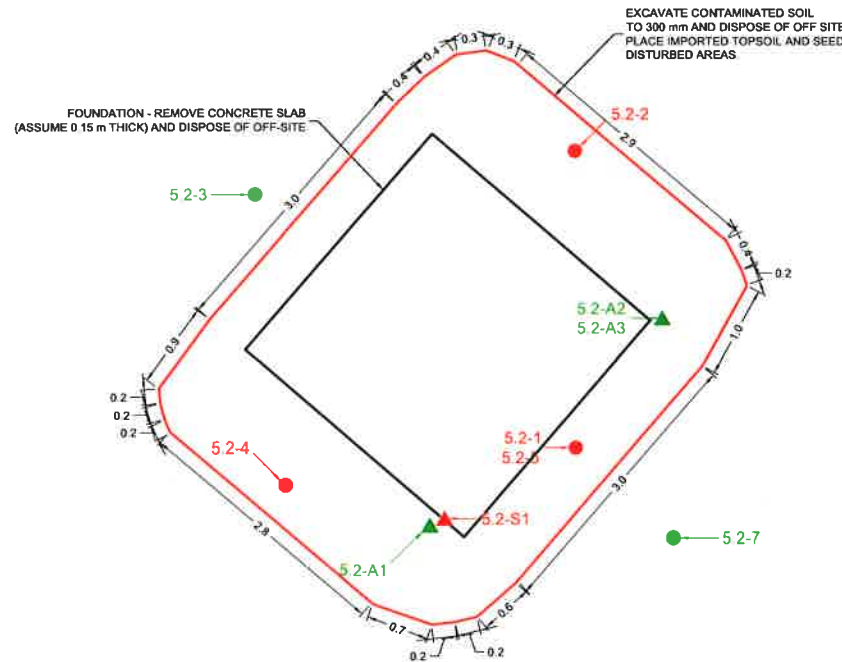 EXCAVATE CONTAMINATED SOIL
TO 300 mm AND DISPOSE OF OFF SITE
PLACE IMPORTED TOPSOIL AND SEED
DISTURBED AREAS
0.3
0.3
0.4
0.4
FOUNDATION - REMOVE CONCRETE SLAB
(ASSUME 0.15 m THICK) AND DISPOSE OF OFF-SITE
5.2-2
2.9
5.2-3
3.0
0.4
0.2
5.2-A2
5.2-A3
1.0
0.9
0.2
0.2
0.2
5.2-4
5.2-1
5.2-5
3.0
5.2-S1
2.8
5.2-7
5.2-A1
0.6
0.7
0.2
0.2